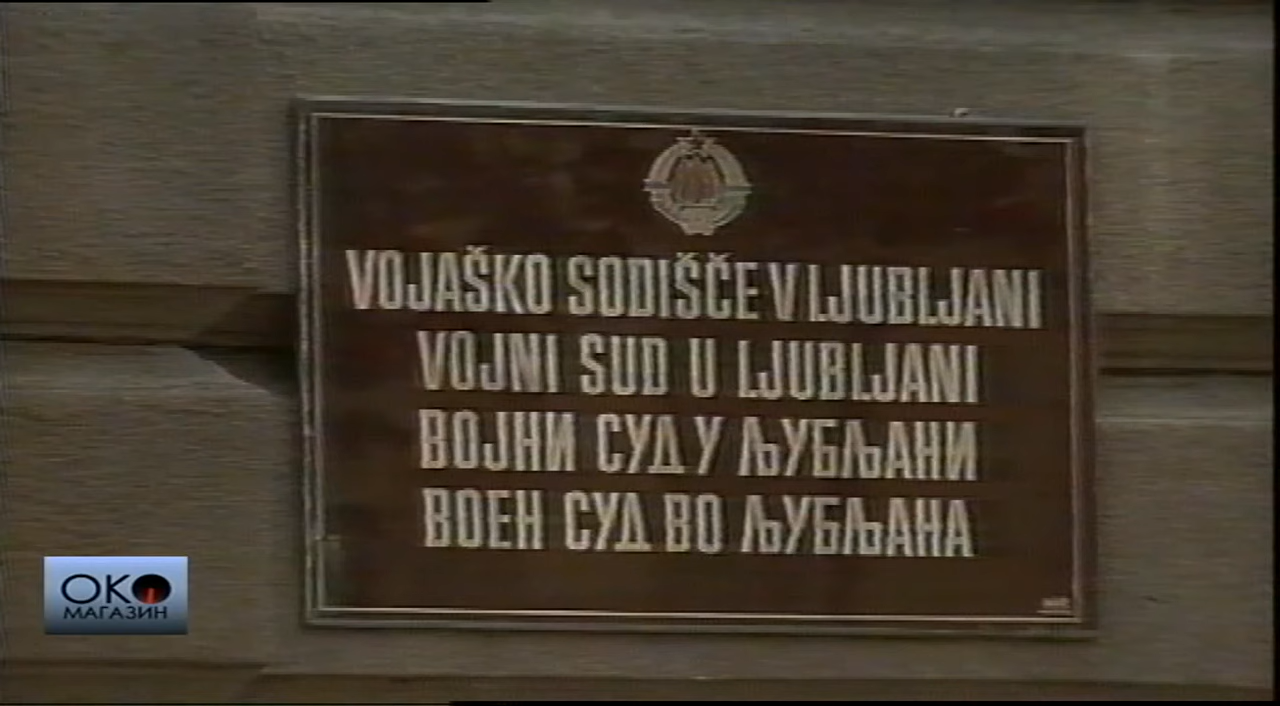 VOJAŠKO SODIŠČE V LJUBLJANI
VOJNI SUD U LJUBLJANI
ВОЈНИ СУД У ЉУБЉАНИ
ВОЕН СУД ВО ЉУБЉАНА
ОКО
МАГАЗИН